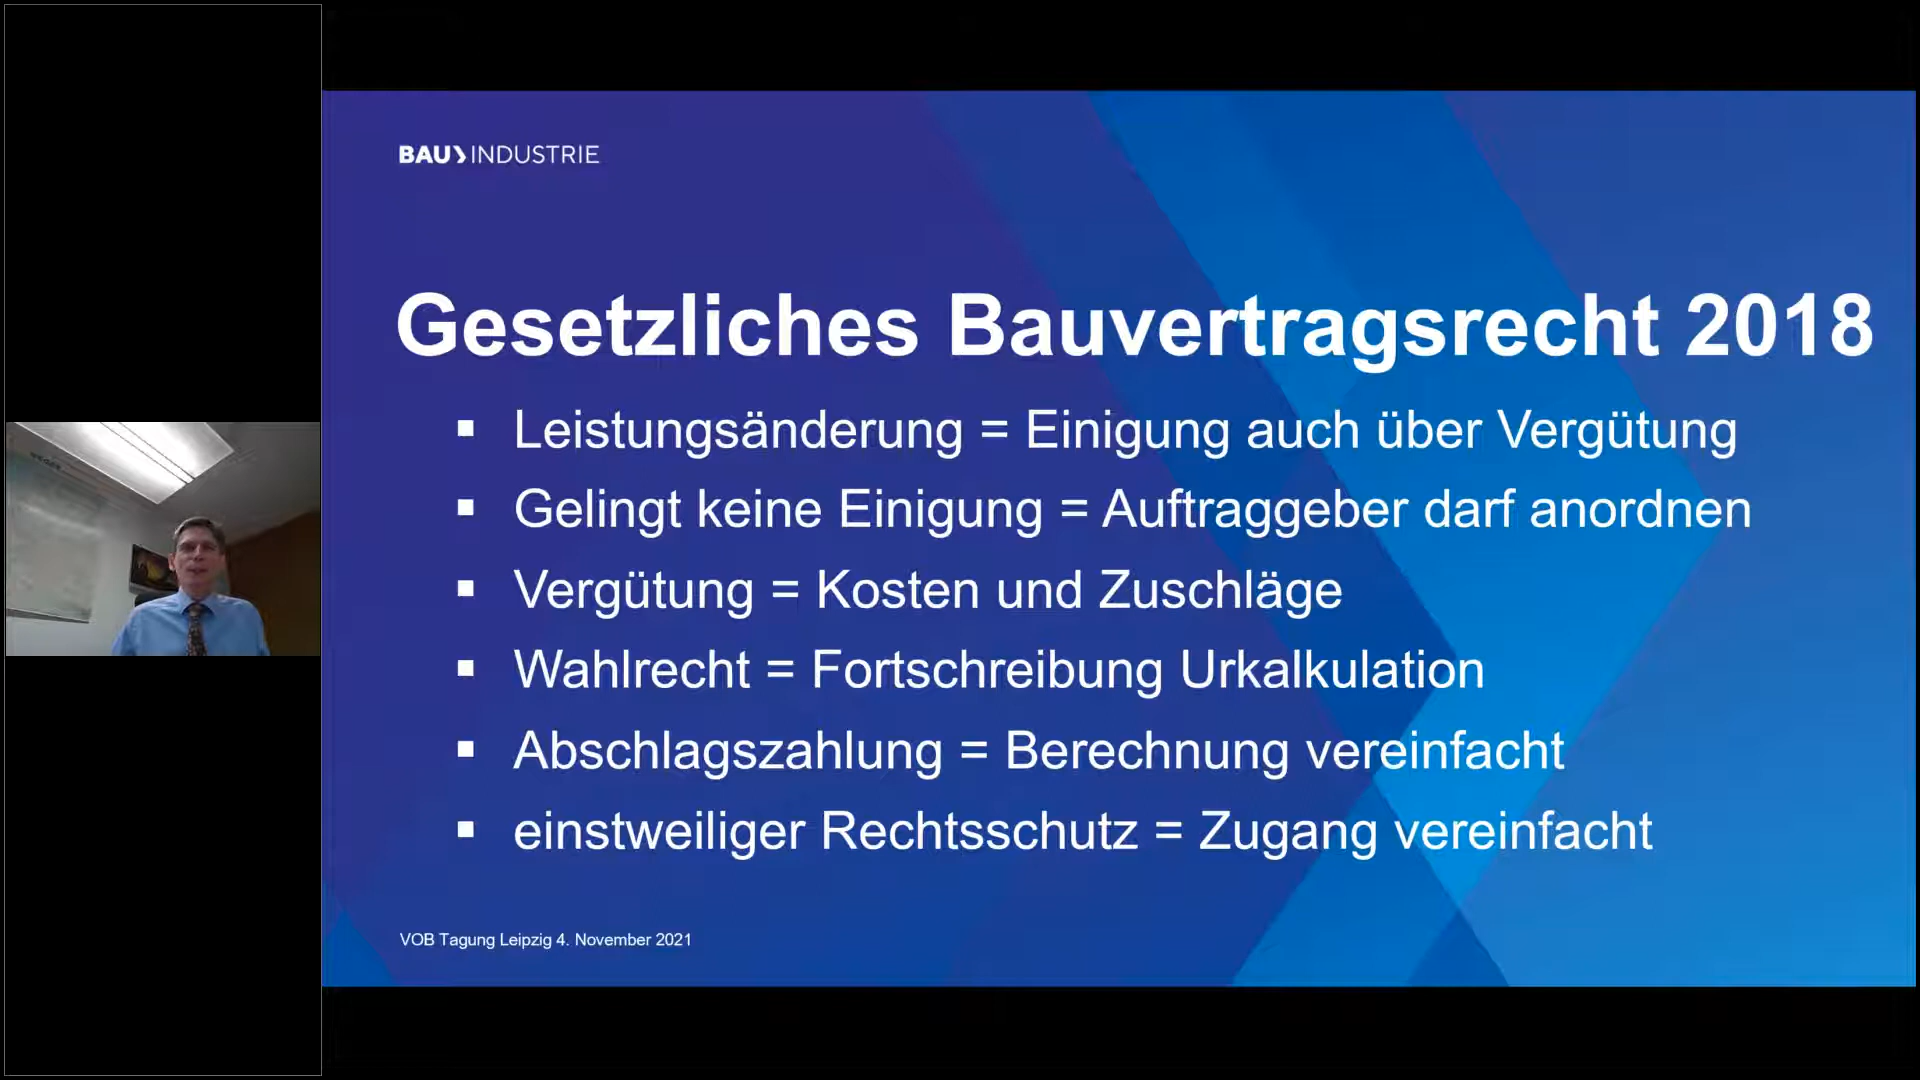 BAU INDUSTRIE
Gesetzliches Bauvertragsrecht 2018
▪ Leistungsänderung = Einigung auch über Vergütung
▪ Gelingt keine Einigung = Auftraggeber darf anordnen
▪ Vergütung = Kosten und Zuschläge
▪ Wahlrecht = Fortschreibung Urkalkulation
▪ Abschlagszahlung = Berechnung vereinfacht
▪ einstweiliger Rechtsschutz = Zugang vereinfacht
VOB Tagung Leipzig 4. November 2021